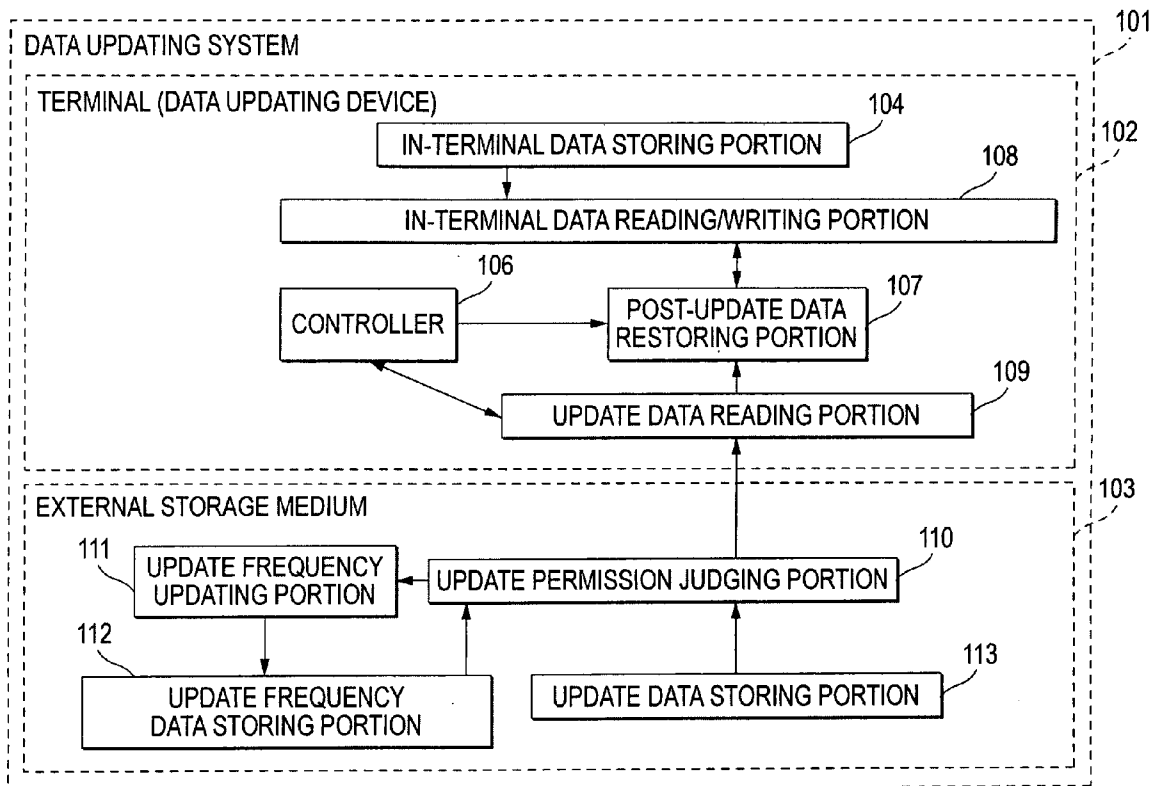 101
DATA UPDATING SYSTEM
TERMINAL (DATA UPDATING DEVICE)
104
102
IN-TERMINAL DATA STORING PORTION
108
IN-TERMINAL DATA READING/WRITING PORTION
106
107
CONTROLLER
POST-UPDATE DATA
RESTORING PORTION
109
UPDATE DATA READING PORTION
103
EXTERNAL STORAGE MEDIUM
111
110
UPDATE FREQUENCY
UPDATING PORTION
UPDATE PERMISSION JUDGING PORTION
112
113
UPDATE FREQUENCY
DATA STORING PORTION
UPDATE DATA STORING PORTION